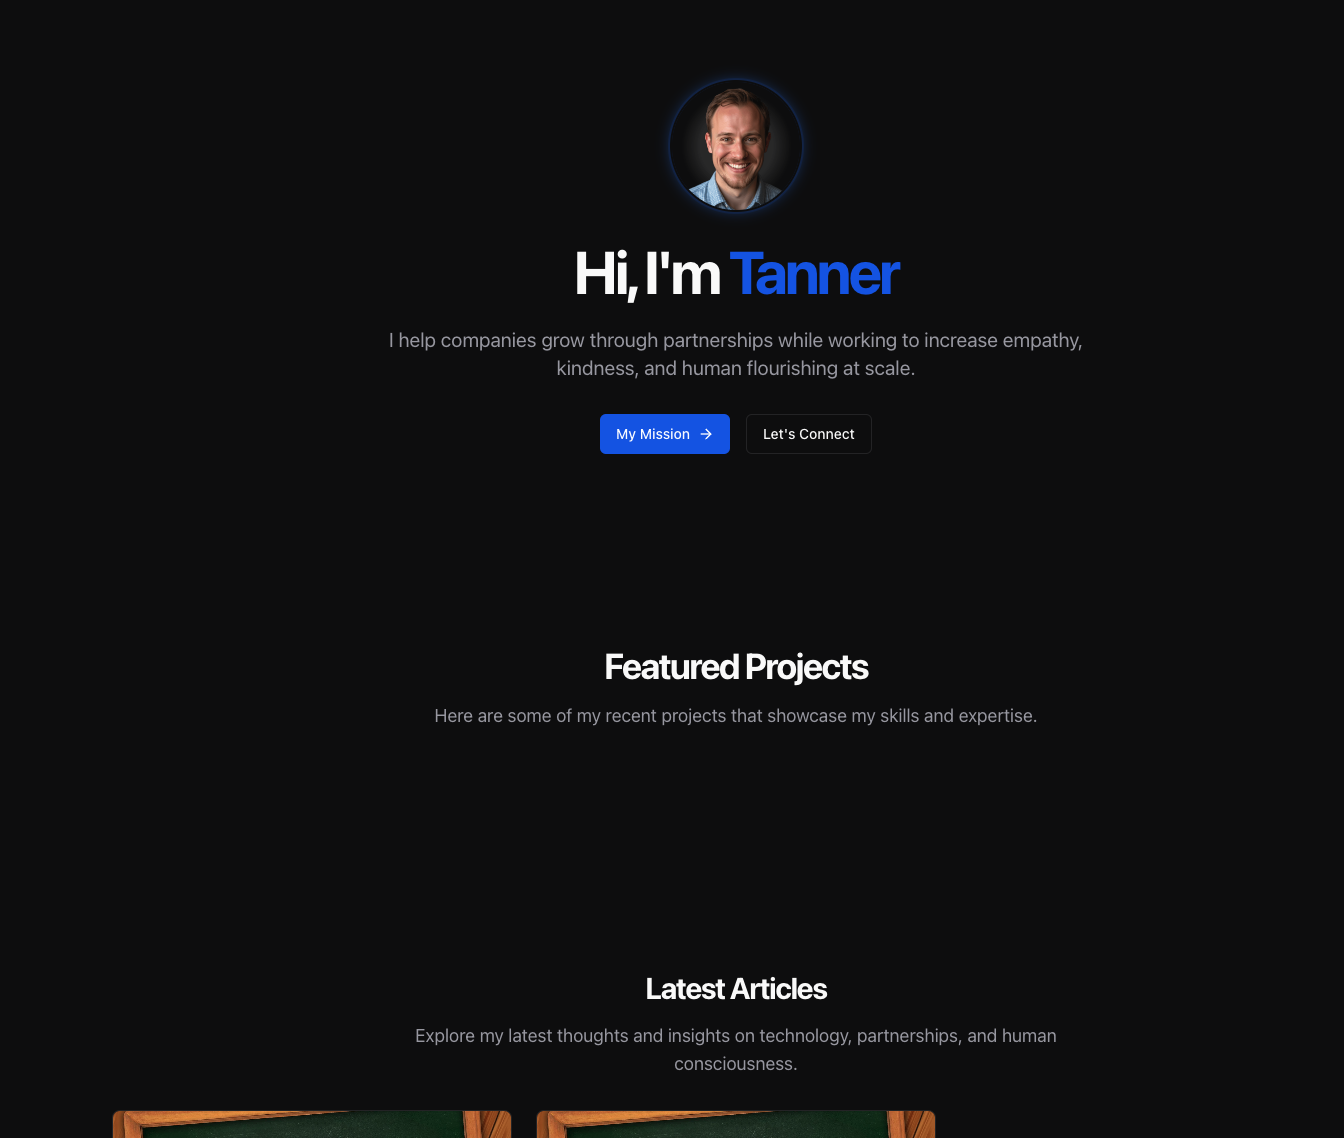 Hi, I'm Tanner
I help companies grow through partnerships while working to increase empathy,
kindness, and human flourishing at scale.
My Mission →
Let's Connect
Featured Projects
Here are some of my recent projects that showcase my skills and expertise.
Latest Articles
Explore my latest thoughts and insights on technology, partnerships, and human
consciousness.